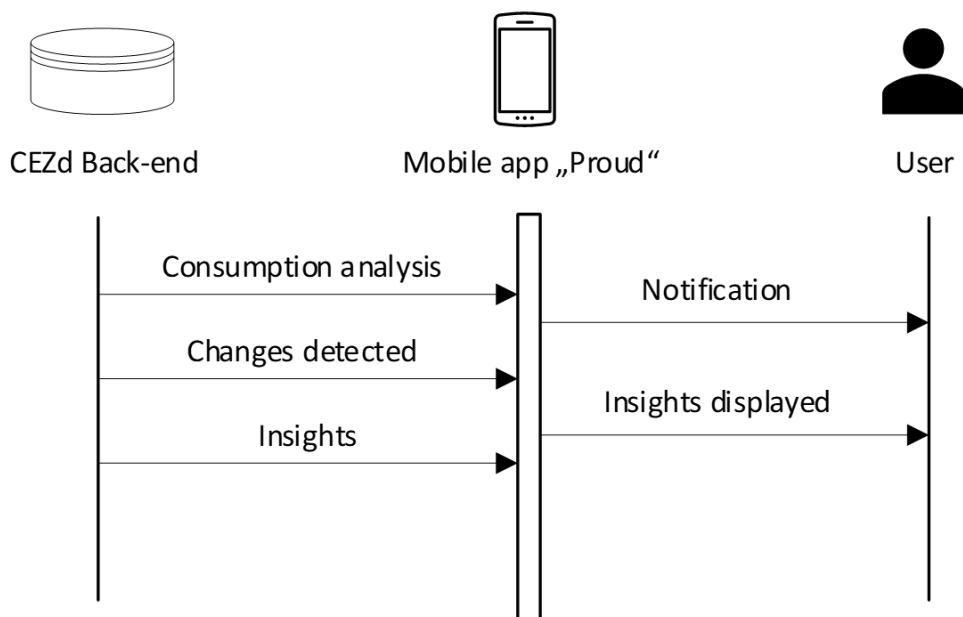 CEZd Back-end
Mobile app „Proud“
User
Consumption analysis
Notification
Changes detected
Insights displayed
Insights